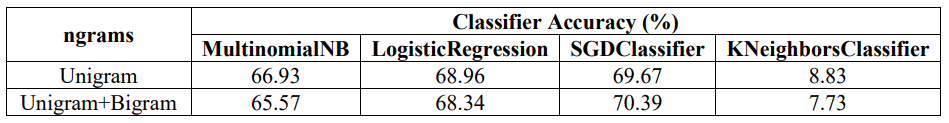 ngrams Classifier Accuracy (%)
MultinomialNB LogisticRegression SGDClassifier KNeighborsClassifier
Unigram 66.93 68.96 69.67 8.83
Unigram+Bigram 65.57 68.34 70.39 7.73